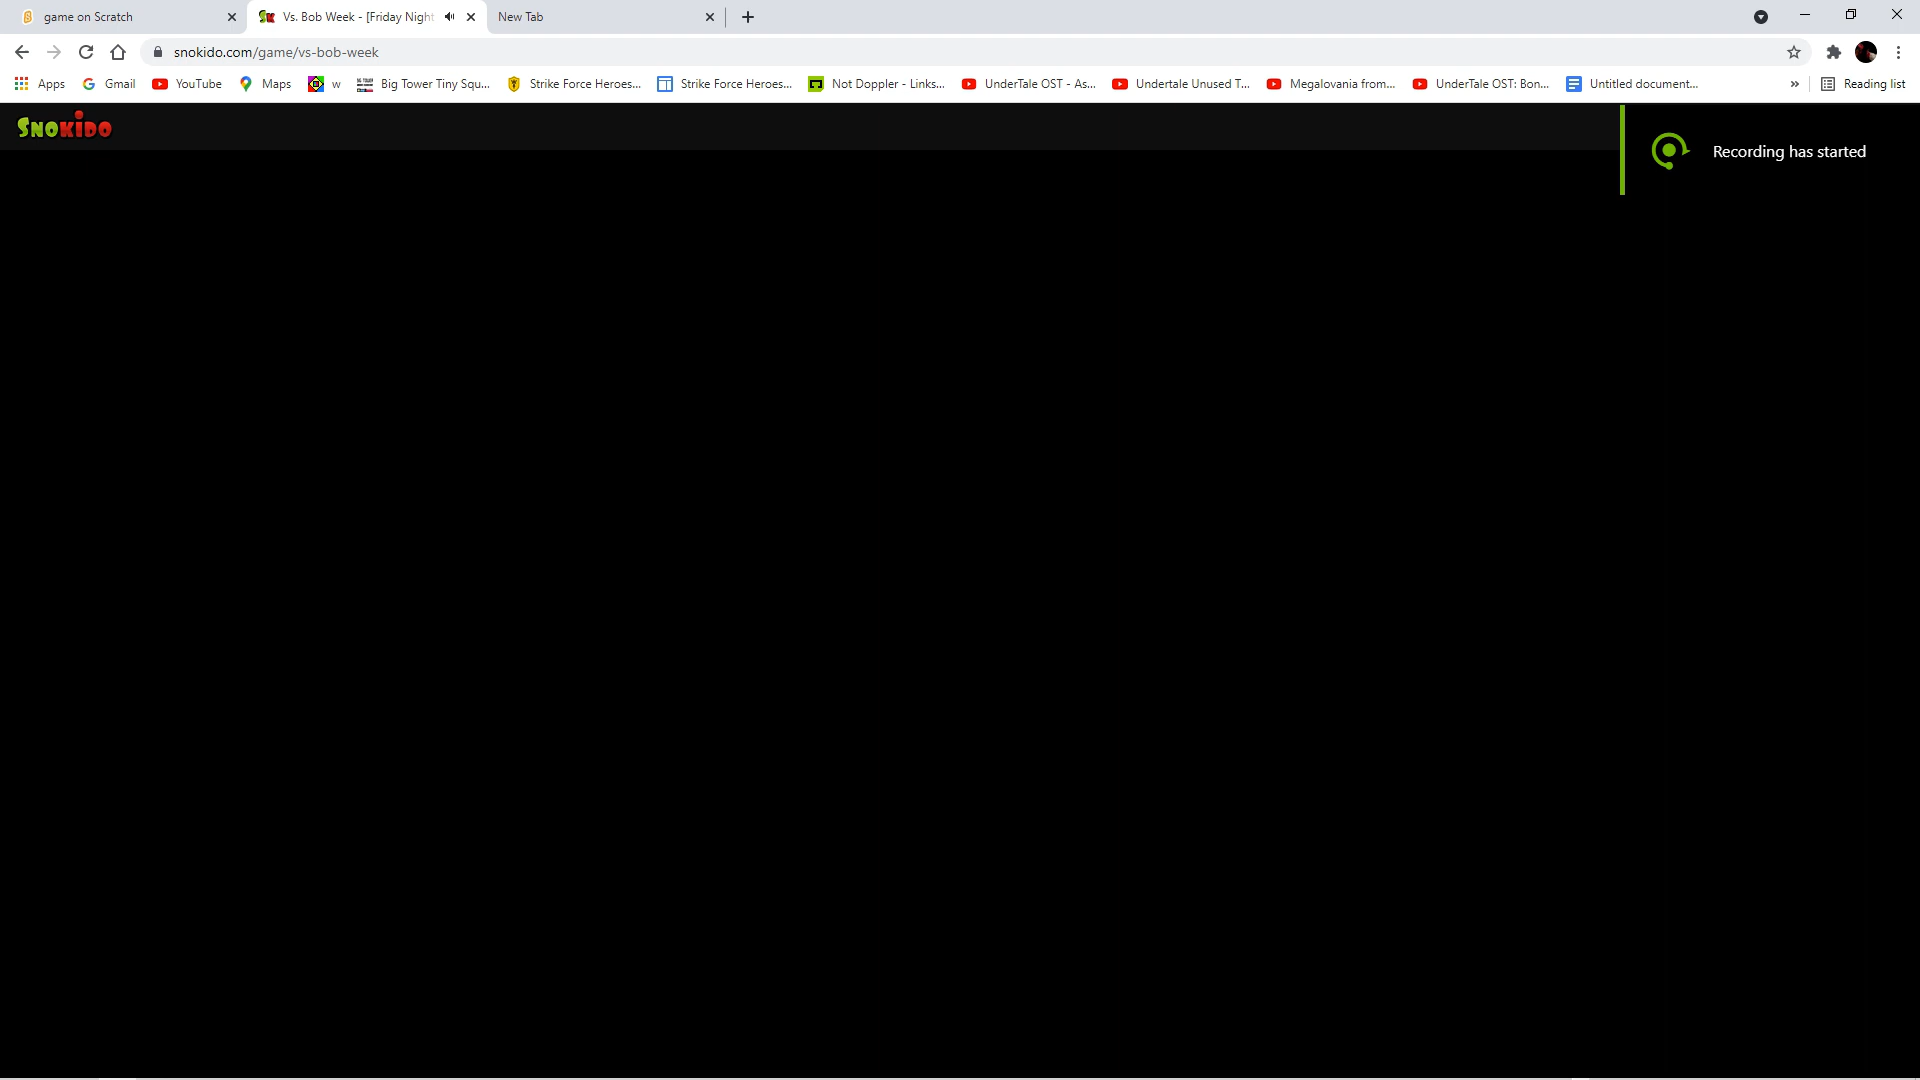 game on Scratch
Vs. Bob Week - [Friday Night
New Tab
snokido.com/game/vs-bob-week
Apps Gmail YouTube Maps w Big Tower Tiny Squ... Strike Force Heroes... Strike Force Heroes... Not Doppler - Links... UnderTale OST - As... Undertale Unused T... Megalovania from... UnderTale OST: Bon... Untitled document... » Reading list
SNOKIDO
Recording has started